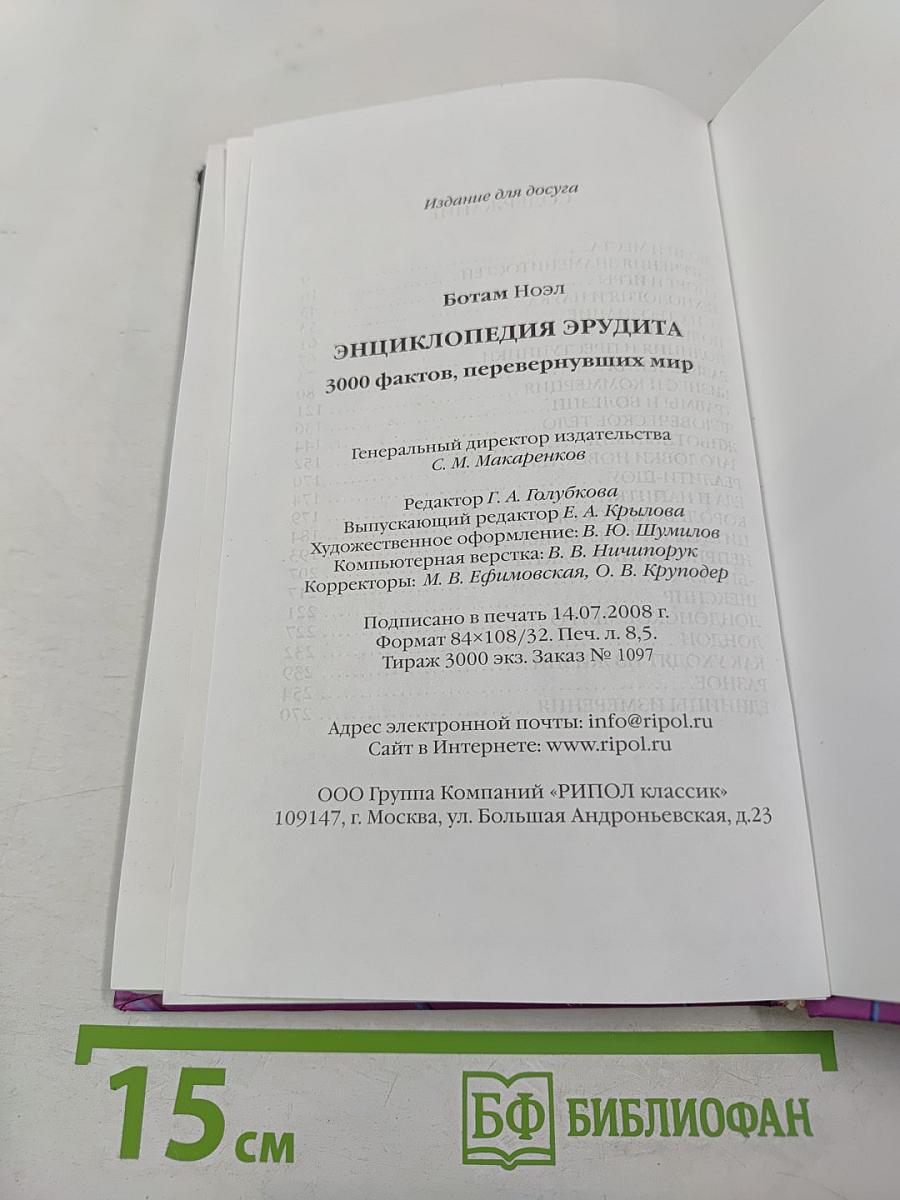 Издание для досуга
Ботам Ноэл
ЭНЦИКЛОПЕДИЯ ЭРУДИТА
3000 фактов, перевернувших мир
Генеральный директор издательства
С. М. Макаренков
Редактор Г. А. Голубкова
Выпускающий редактор Е. А. Крылова
Художественное оформление: В. Ю. Шумилов
Компьютерная верстка: В. В. Ничипорук
Корректоры: М. В. Ефимовская, О. В. Круподер
Подписано в печать 14.07.2008 г.
Формат 84×108/32. Печ. л. 8,5.
Тираж 3000 экз. Заказ № 1097
Адрес электронной почты: info@ripol.ru
Сайт в Интернете: www.ripol.ru
ООО Группа Компаний «РИПОЛ классик»
109147, г. Москва, ул. Большая Андроньевская, д.23
15 см
БФ БИБЛИОФАН